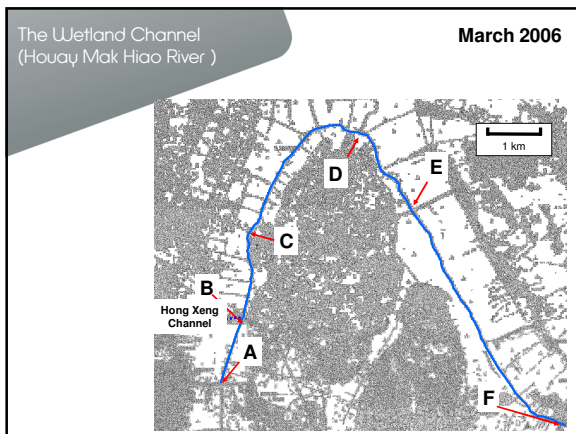 The Wetland Channel
(Houay Mak Hiao River )
March 2006
1 km
D
E
C
B
Hong Xeng
Channel
A
F